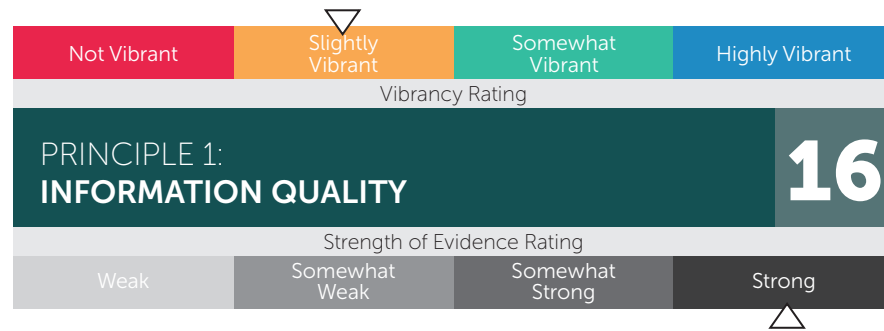 Not Vibrant
Slightly
Vibrant
Somewhat
Vibrant
Highly Vibrant
Vibrancy Rating
PRINCIPLE 1:
INFORMATION QUALITY
16
Strength of Evidence Rating
Weak
Somewhat
Weak
Somewhat
Strong
Strong